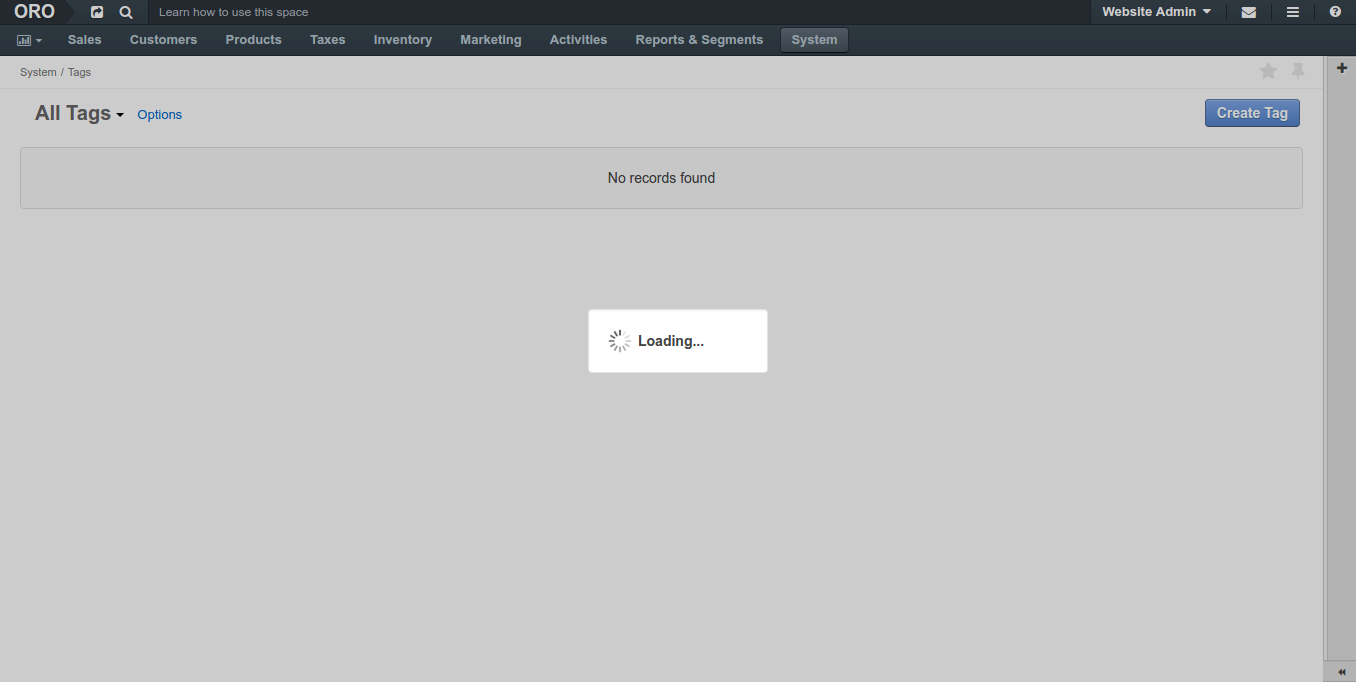 ORO Learn how to use this space Website Admin
Sales Customers Products Taxes Inventory Marketing Activities Reports & Segments System
System / Tags
All Tags Options Create Tag
No records found
Loading...